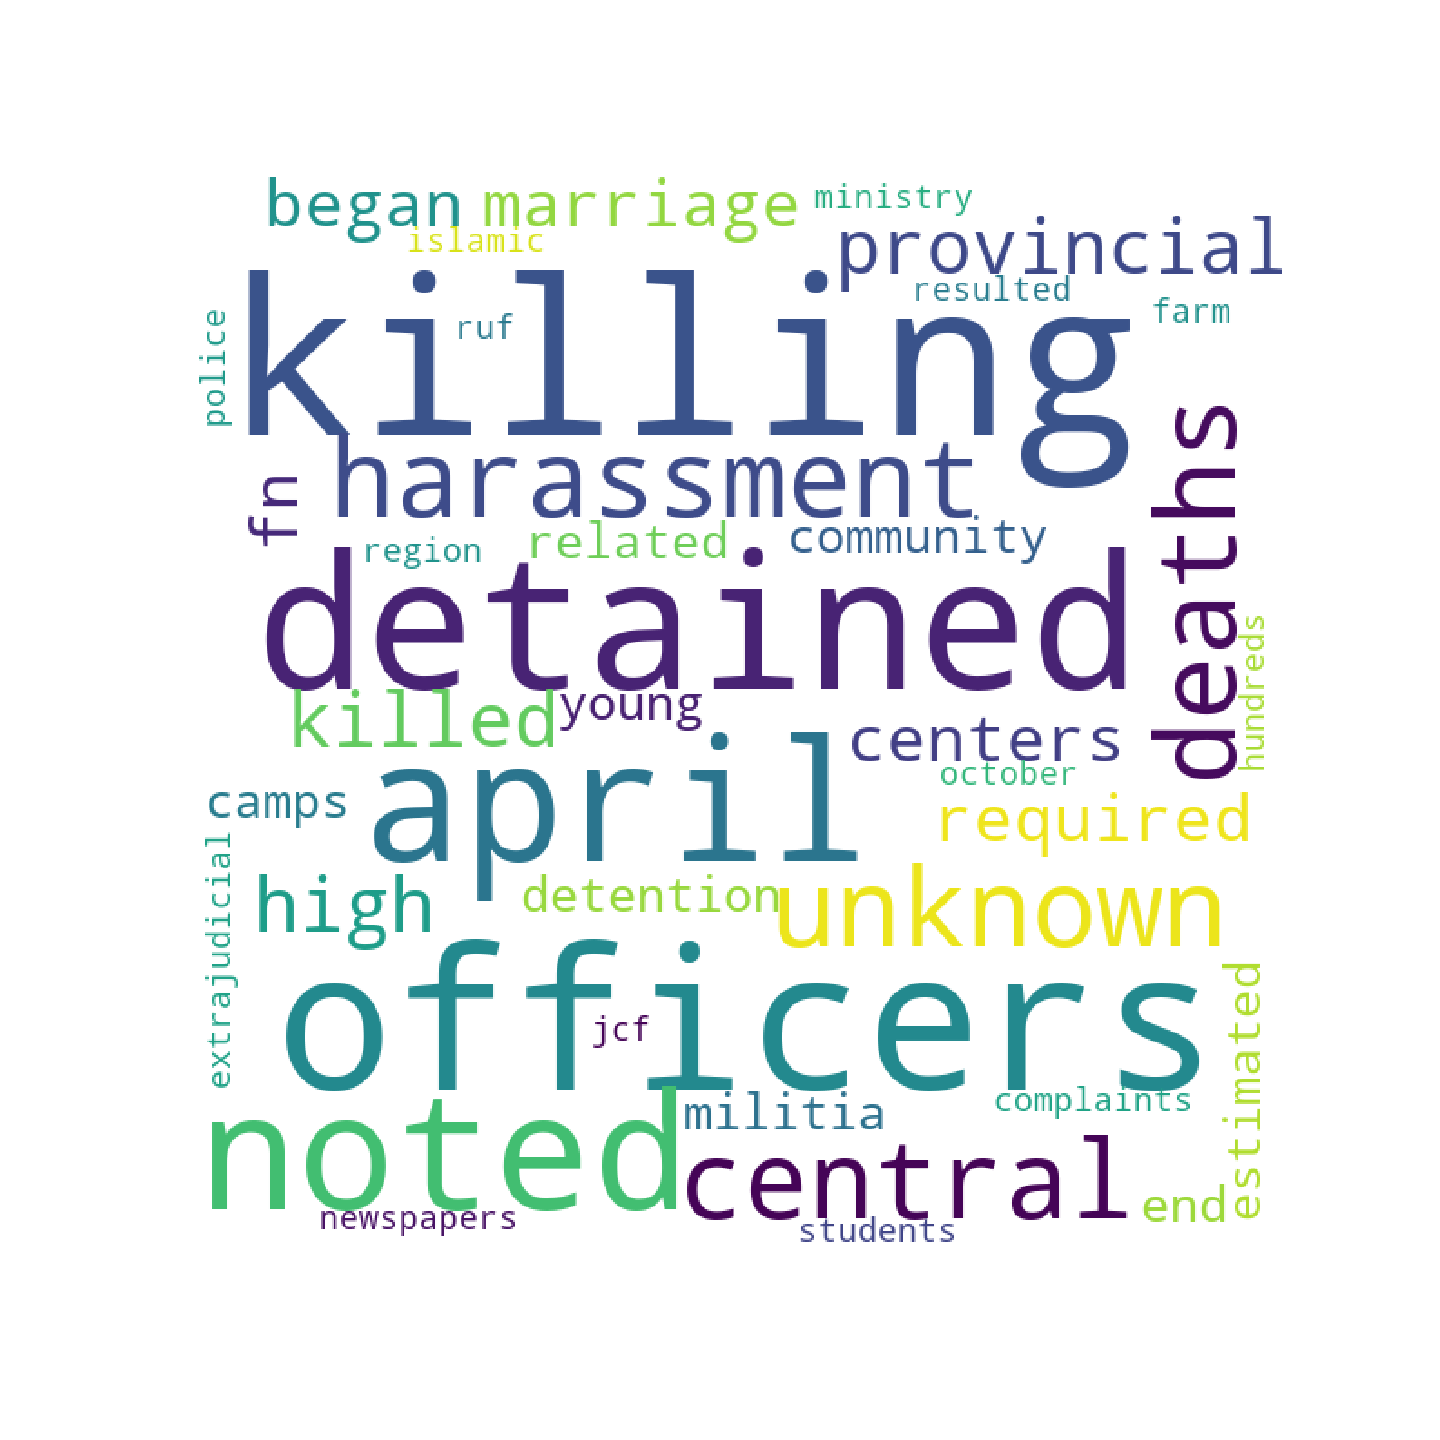 began marriage ministry
islamic provincial
killing
resulted
ruf
farm
police
harassment
deaths
fn
related community
region
detained
hundreds
killed young
centers
april
october
camps
required
extrajudicial
high detention unknown
officers
estimated
jcf
noted militia complaints
central
end
newspapers
students